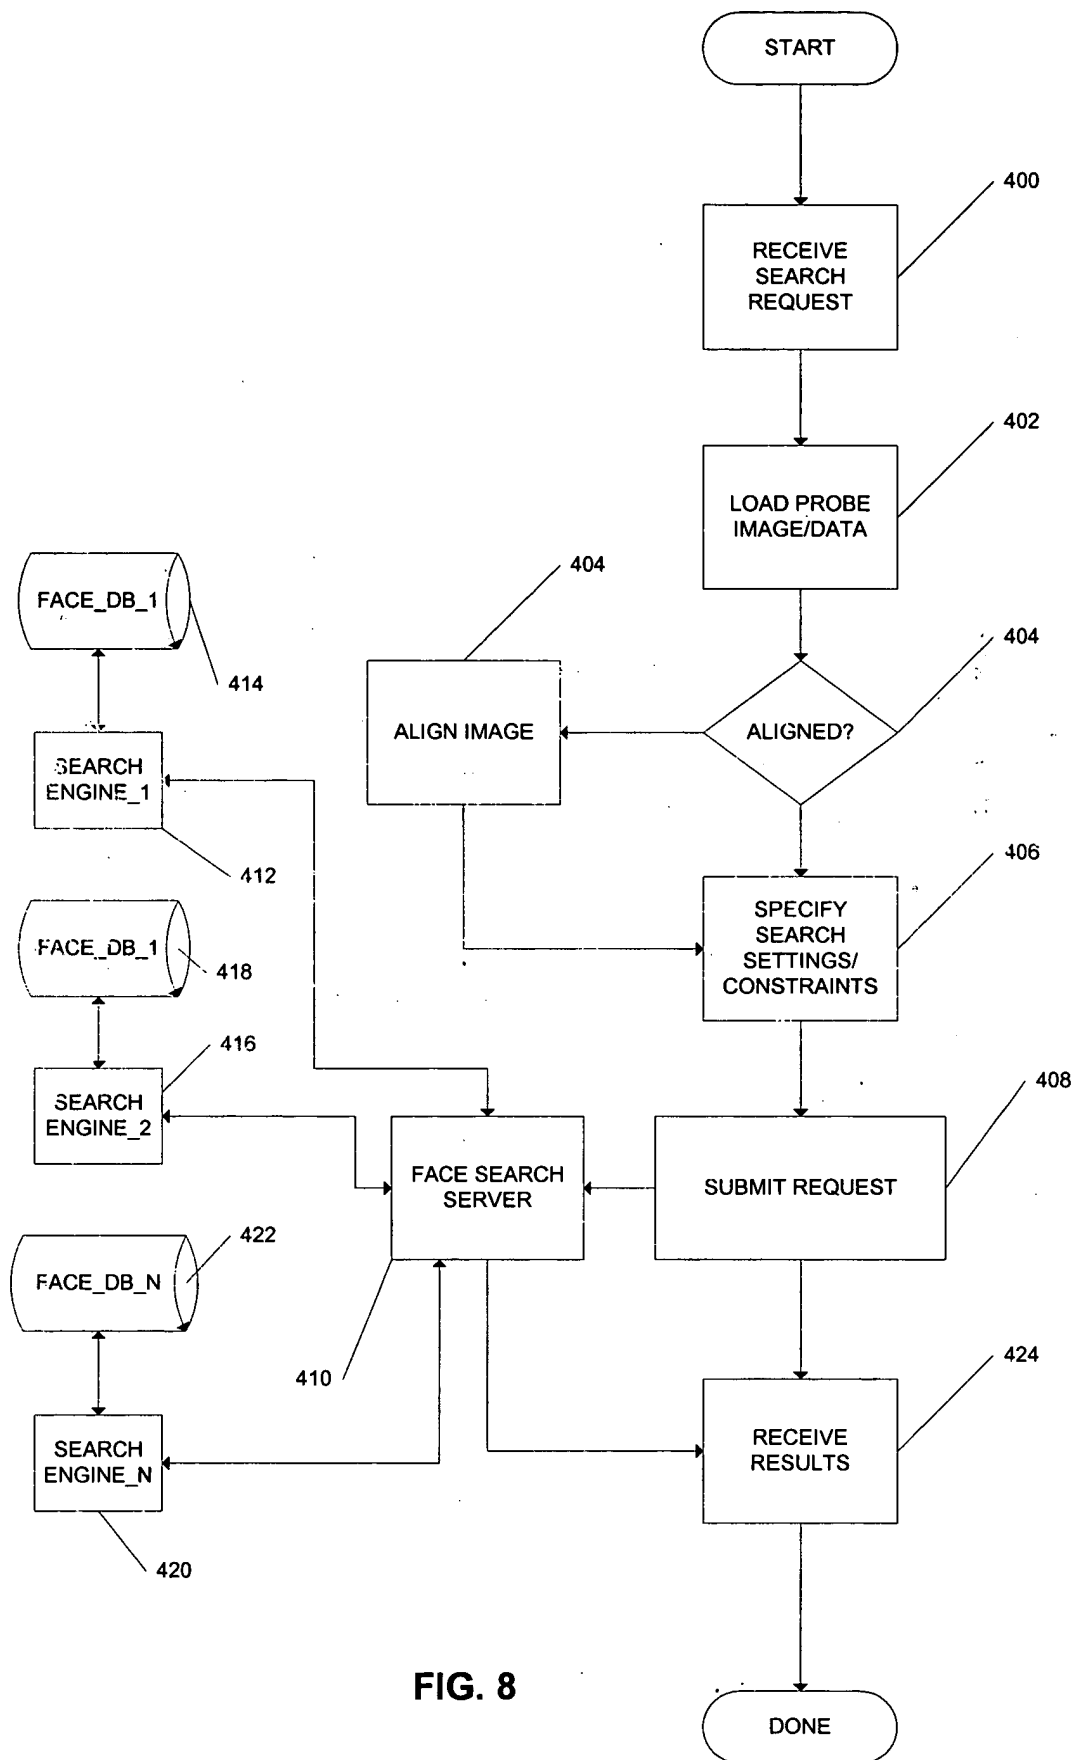 START
400
RECEIVE
SEARCH
REQUEST
402
LOAD PROBE
IMAGE/DATA
404
404
FACE_DB_1
414
ALIGN IMAGE
ALIGNED?
SEARCH
ENGINE_1
412
406
SPECIFY
SEARCH
SETTINGS/
CONSTRAINTS
FACE_DB_1
418
416
SEARCH
ENGINE_2
408
FACE SEARCH
SERVER
SUBMIT REQUEST
422
FACE_DB_N
410
424
SEARCH
ENGINE_N
RECEIVE
RESULTS
420
FIG. 8
DONE